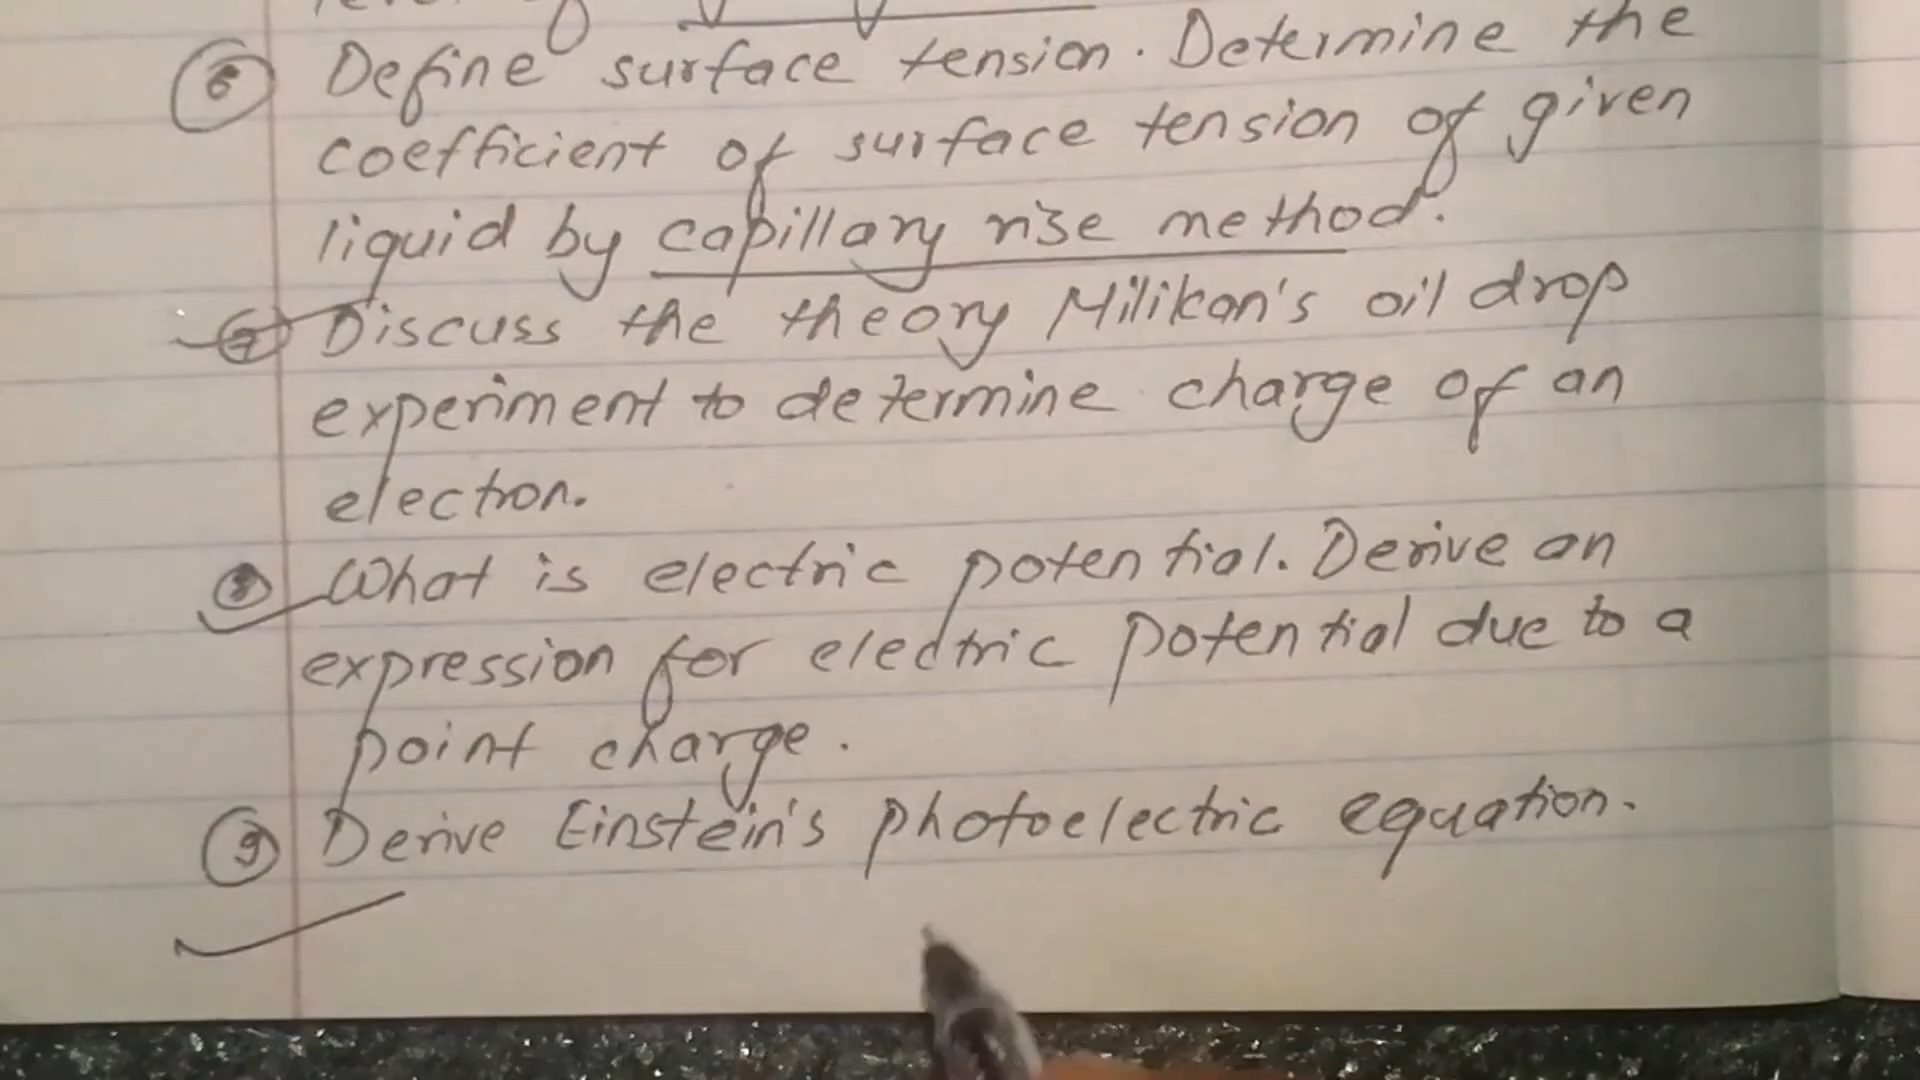 ⑥ Define surface tension. Determine the
coefficient of surface tension of given
liquid by capillary rise method.
⑦ Discuss the theory Milikan's oil drop
experiment to determine charge of an
electron.
⑧ What is electric potential. Derive an
expression for electric potential due to a
point charge.
⑨ Derive Einstein's photoelectric equation.